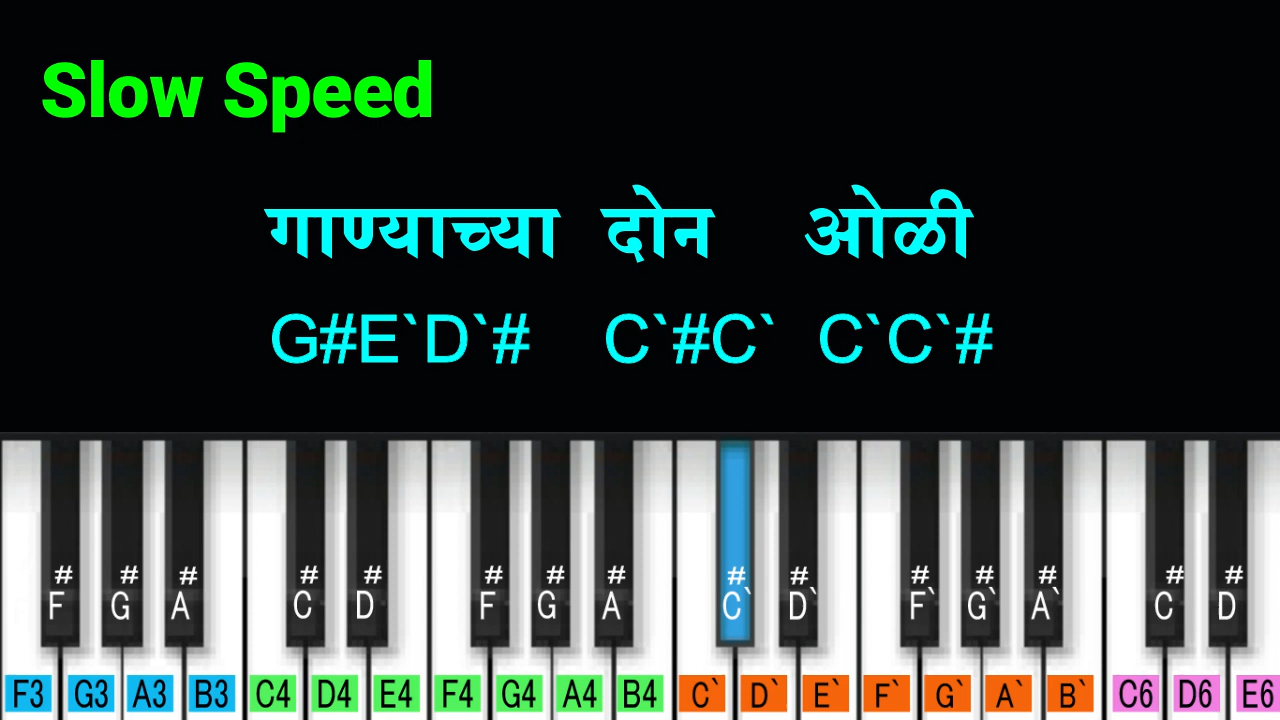 Slow Speed
गाण्याच्या दोन ओळी
G#E`D`# C`#C` C`C`#
# # # # # # # # # # # # # # #
F G A C D F G A C` D` F` G` A` C D
F3 G3 A3 B3 C4 D4 E4 F4 G4 A4 B4 C` D` E` F` G` A` B` C6 D6 E6